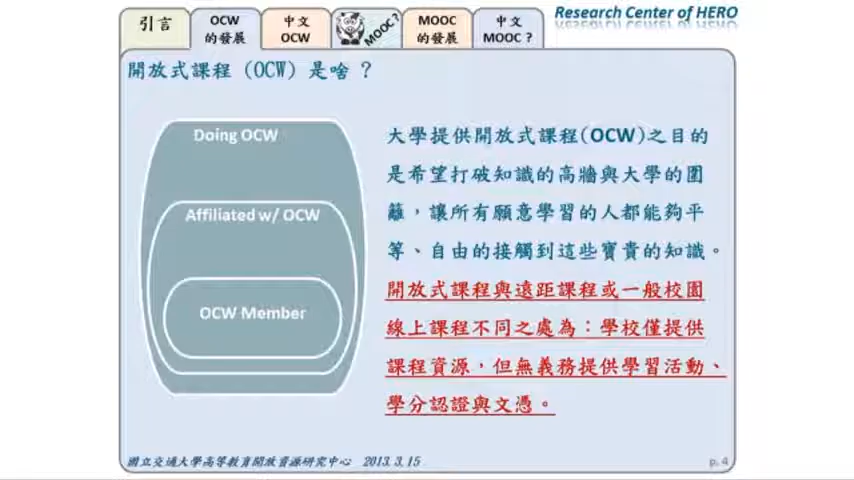 引言
OCW
的發展
中文
OCW
MOOC?
MOOC
的發展
中文
MOOC ?
Research Center of HERO
開放式課程 (OCW) 是啥 ?
Doing OCW
Affiliated w/ OCW
OCW Member
大學提供開放式課程(OCW)之目的
是希望打破知識的高牆與大學的圍
籬，讓所有願意學習的人都能夠平
等、自由的接觸到這些寶貴的知識。
開放式課程與遠距課程或一般校園
線上課程不同之處為：學校僅提供
課程資源，但無義務提供學習活動、
學分認證與文憑。
國立交通大學高等教育開放資源研究中心 2013.3.15
p. 4